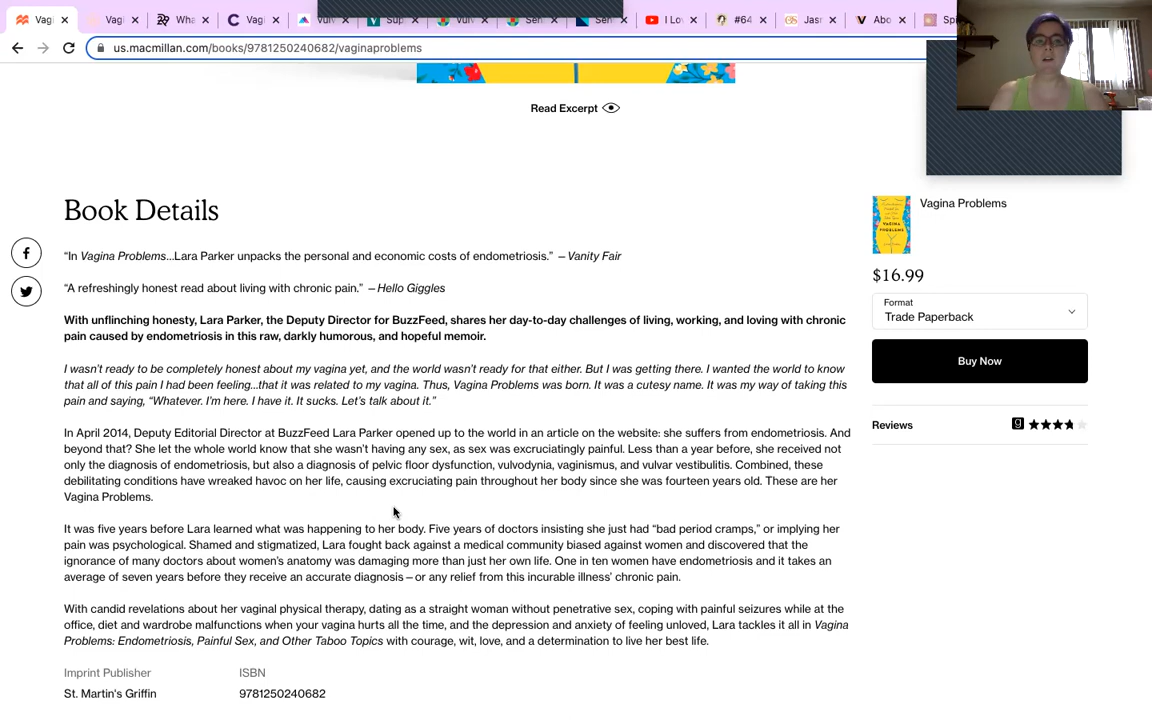 Vagi
Vagi
Wha
Vagi
Vulv
Sup
Vulv
Sen
I Lov
#64
Jasr
Abo
Spi
us.macmillan.com/books/9781250240682/vaginaproblems
Read Excerpt
Book Details
“In Vagina Problems...Lara Parker unpacks the personal and economic costs of endometriosis.” —Vanity Fair
“A refreshingly honest read about living with chronic pain.” —Hello Giggles
With unflinching honesty, Lara Parker, the Deputy Director for BuzzFeed, shares her day-to-day challenges of living, working, and loving with chronic
pain caused by endometriosis in this raw, darkly humorous, and hopeful memoir.
I wasn’t ready to be completely honest about my vagina yet, and the world wasn’t ready for that either. But I was getting there. I wanted the world to know
that all of this pain I had been feeling...that it was related to my vagina. Thus, Vagina Problems was born. It was a cutesy name. It was my way of taking this
pain and saying, “Whatever. I’m here. I have it. It sucks. Let’s talk about it.”
In April 2014, Deputy Editorial Director at BuzzFeed Lara Parker opened up to the world in an article on the website: she suffers from endometriosis. And
beyond that? She let the whole world know that she wasn’t having any sex, as sex was excruciatingly painful. Less than a year before, she received not
only the diagnosis of endometriosis, but also a diagnosis of pelvic floor dysfunction, vulvodynia, vaginismus, and vulvar vestibulitis. Combined, these
debilitating conditions have wreaked havoc on her life, causing excruciating pain throughout her body since she was fourteen years old. These are her
Vagina Problems.
It was five years before Lara learned what was happening to her body. Five years of doctors insisting she just had “bad period cramps,” or implying her
pain was psychological. Shamed and stigmatized, Lara fought back against a medical community biased against women and discovered that the
ignorance of many doctors about women’s anatomy was damaging more than just her own life. One in ten women have endometriosis and it takes an
average of seven years before they receive an accurate diagnosis—or any relief from this incurable illness’ chronic pain.
With candid revelations about her vaginal physical therapy, dating as a straight woman without penetrative sex, coping with painful seizures while at the
office, diet and wardrobe malfunctions when your vagina hurts all the time, and the depression and anxiety of feeling unloved, Lara tackles it all in Vagina
Problems: Endometriosis, Painful Sex, and Other Taboo Topics with courage, wit, love, and a determination to live her best life.
Imprint Publisher
ISBN
St. Martin's Griffin
9781250240682
Vagina Problems
$16.99
Format
Trade Paperback
Buy Now
Reviews